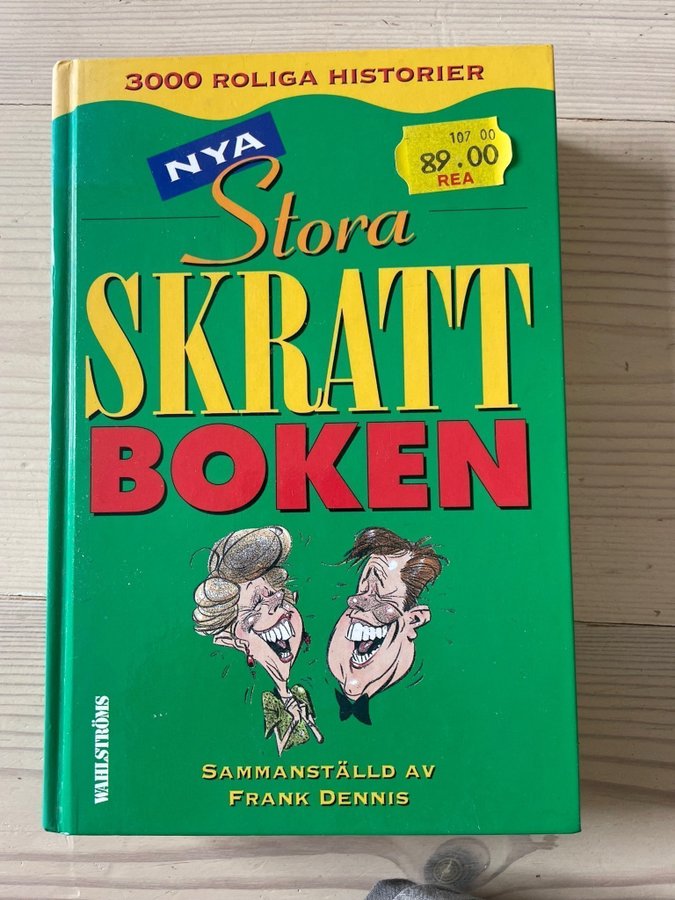 3000 ROLIGA HISTORIER
NYA
107 00
89.00
REA
Stora
SKRATT
BOKEN
WAHLSTRÖMS
SAMMANSTÄLLD AV
FRANK DENNIS